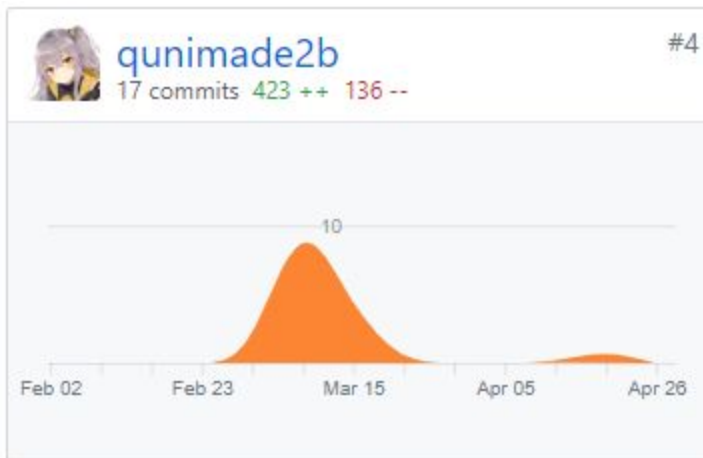 qunimade2b
#4
17 commits 423 ++ 136 --
10
Feb 02 Feb 23 Mar 15 Apr 05 Apr 26